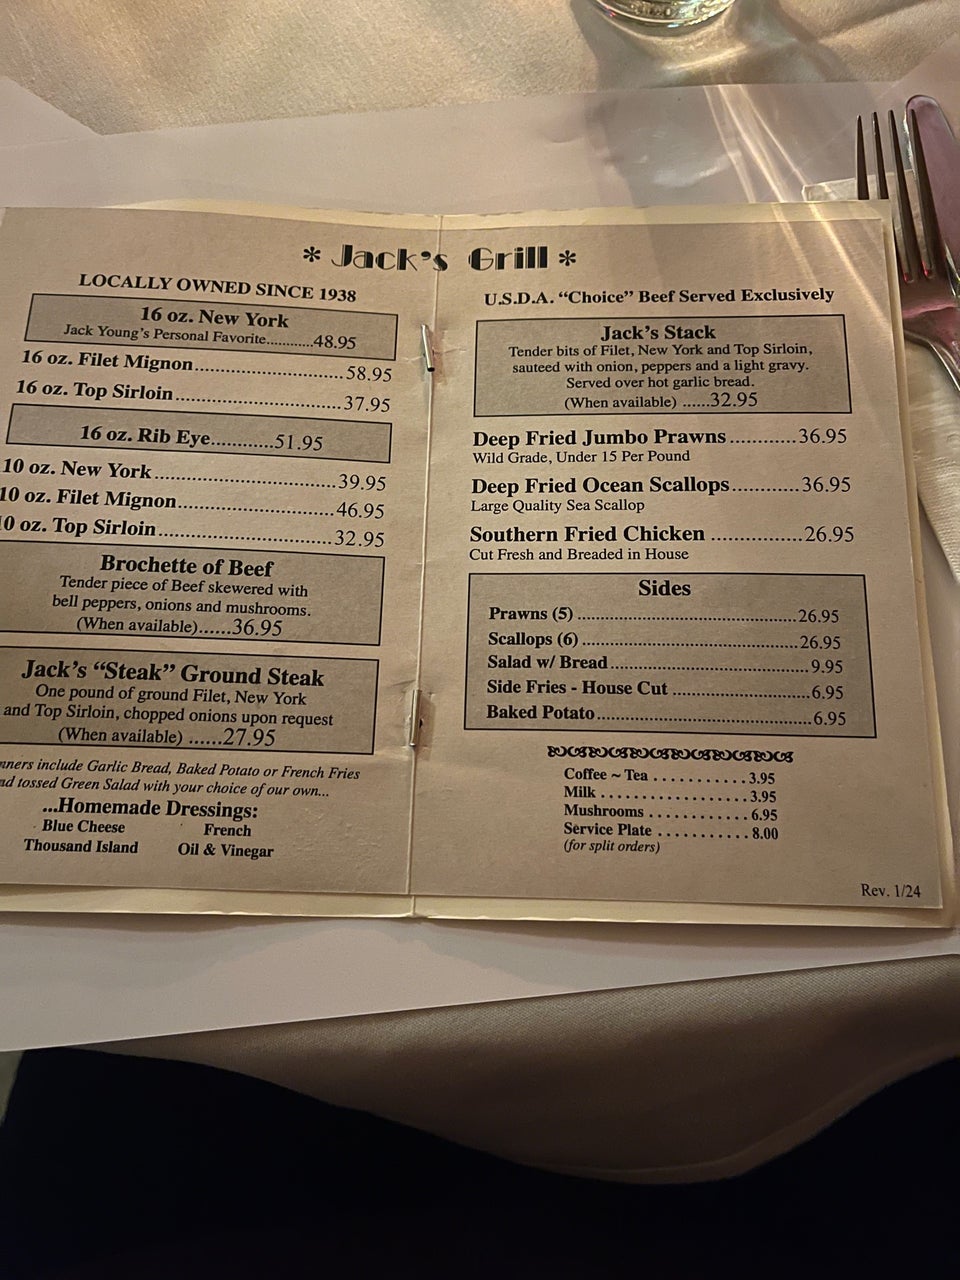 * Jack's Grill *
LOCALLY OWNED SINCE 1938
16 oz. New York
Jack Young's Personal Favorite............48.95
16 oz. Filet Mignon.................................58.95
16 oz. Top Sirloin....................................37.95
16 oz. Rib Eye............51.95
10 oz. New York.......................................39.95
10 oz. Filet Mignon..................................46.95
0 oz. Top Sirloin.....................................32.95
Brochette of Beef
Tender piece of Beef skewered with
bell peppers, onions and mushrooms.
(When available)......36.95
Jack's “Steak” Ground Steak
One pound of ground Filet, New York
and Top Sirloin, chopped onions upon request
(When available) ......27.95
nners include Garlic Bread, Baked Potato or French Fries
nd tossed Green Salad with your choice of our own...
...Homemade Dressings:
Blue Cheese French
Thousand Island Oil & Vinegar
U.S.D.A. “Choice” Beef Served Exclusively
Jack's Stack
Tender bits of Filet, New York and Top Sirloin,
sauteed with onion, peppers and a light gravy.
Served over hot garlic bread.
(When available) ......32.95
Deep Fried Jumbo Prawns ............36.95
Wild Grade, Under 15 Per Pound
Deep Fried Ocean Scallops............36.95
Large Quality Sea Scallop
Southern Fried Chicken ................26.95
Cut Fresh and Breaded in House
Sides
Prawns (5) ......................................................26.95
Scallops (6) .....................................................26.95
Salad w/ Bread..................................................9.95
Side Fries - House Cut ..................................6.95
Baked Potato.....................................................6.95
Coffee ~ Tea . . . . . . . . . . . 3.95
Milk . . . . . . . . . . . . . . . . . 3.95
Mushrooms . . . . . . . . . . . . 6.95
Service Plate . . . . . . . . . . . 8.00
(for split orders)
Rev. 1/24